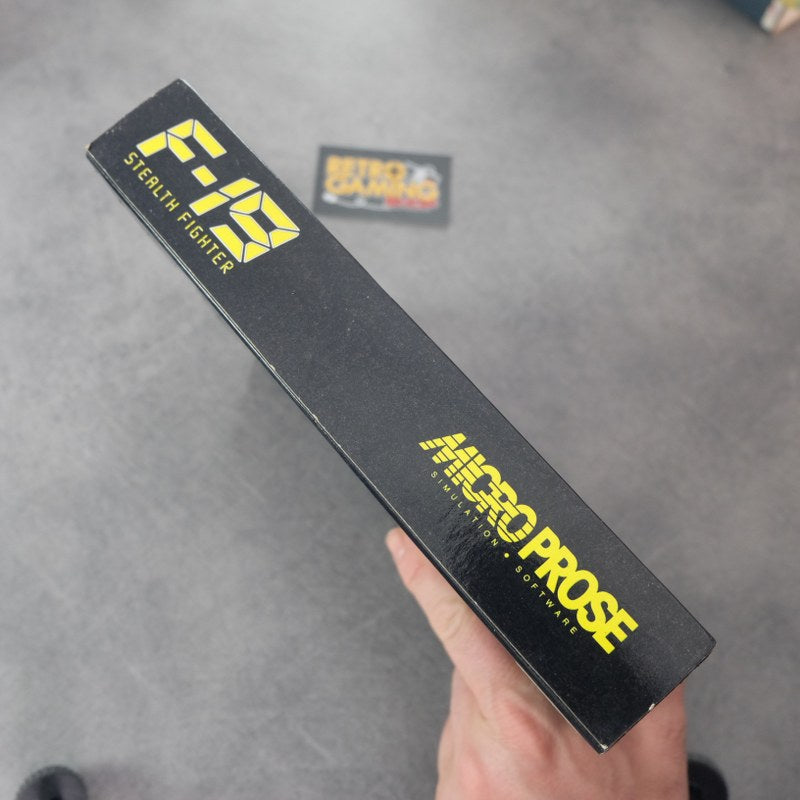 F-19
STEALTH FIGHTER
MICRO PROSE
SIMULATION • SOFTWARE
RETRO
GAMING